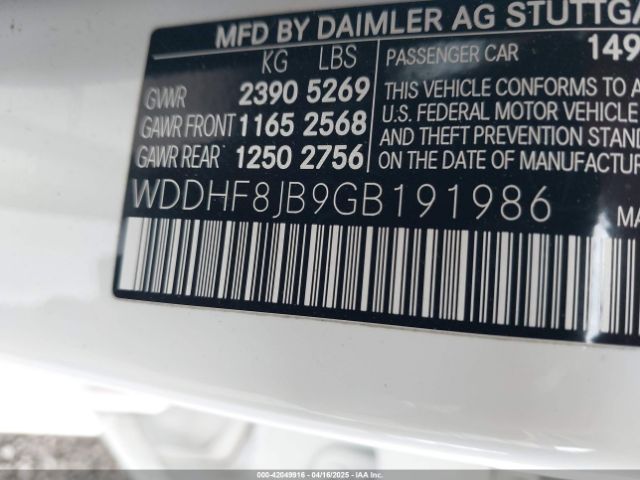 MFD BY DAIMLER AG STUTTGA
KG LBS
GVWR 2390 5269
GAWR FRONT 1165 2568
GAWR REAR 1250 2756
PASSENGER CAR 149
THIS VEHICLE CONFORMS TO A
U.S. FEDERAL MOTOR VEHICLE
AND THEFT PREVENTION STAN
ON THE DATE OF MANUFACTUR
WDDHF8JB9GB191986
MA
000-42049916 - 04/16/2025 - IAA Inc.